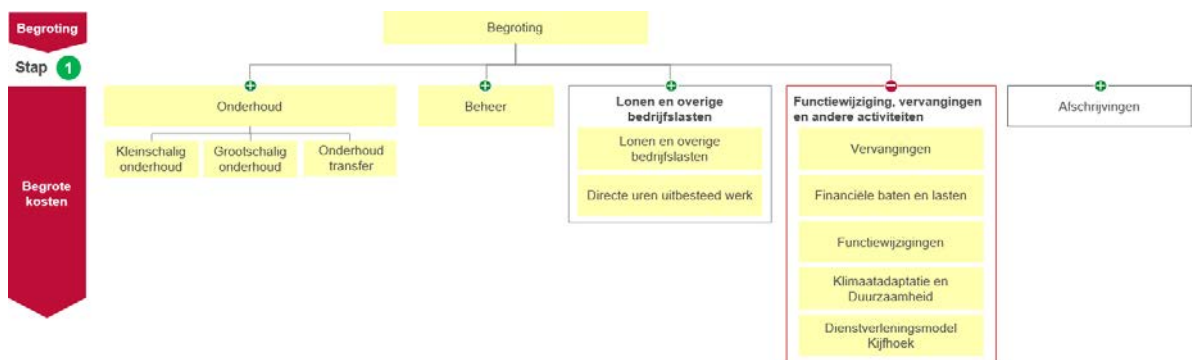 Begroting
Begroting
Stap 1
Onderhoud
Beheer
Lonen en overige
bedrijfslasten
Functiewijziging, vervangingen
en andere activiteiten
Afschrijvingen
Kleinschalig
onderhoud
Grootschalig
onderhoud
Onderhoud
transfer
Lonen en overige
bedrijfslasten
Directe uren uitbesteed werk
Vervangingen
Financiële baten en lasten
Functiewijzigingen
Klimaatadaptatie en
Duurzaamheid
Dienstverleningsmodel
Kijfhoek
Begrote
kosten